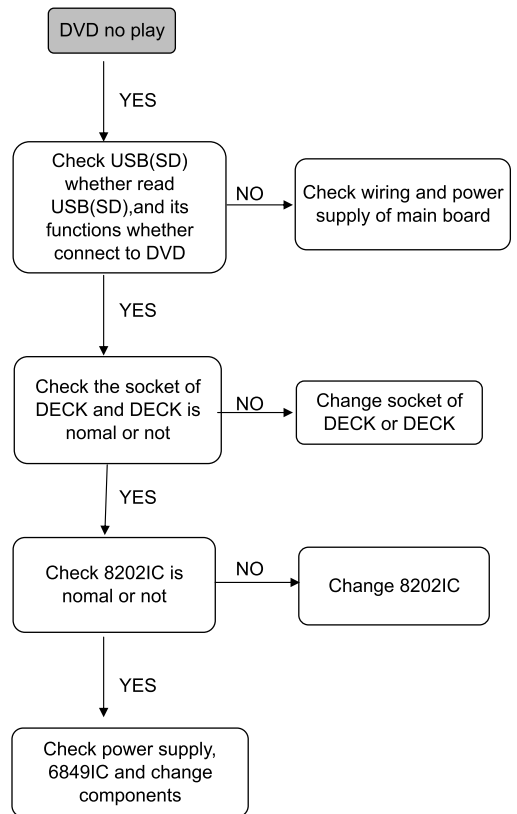 DVD no play
YES
Check USB(SD)
whether read
USB(SD),and its
functions whether
connect to DVD
NO
Check wiring and power
supply of main board
YES
Check the socket of
DECK and DECK is
nomal or not
NO
Change socket of
DECK or DECK
YES
Check 8202IC is
nomal or not
NO
Change 8202IC
YES
Check power supply,
6849IC and change
components